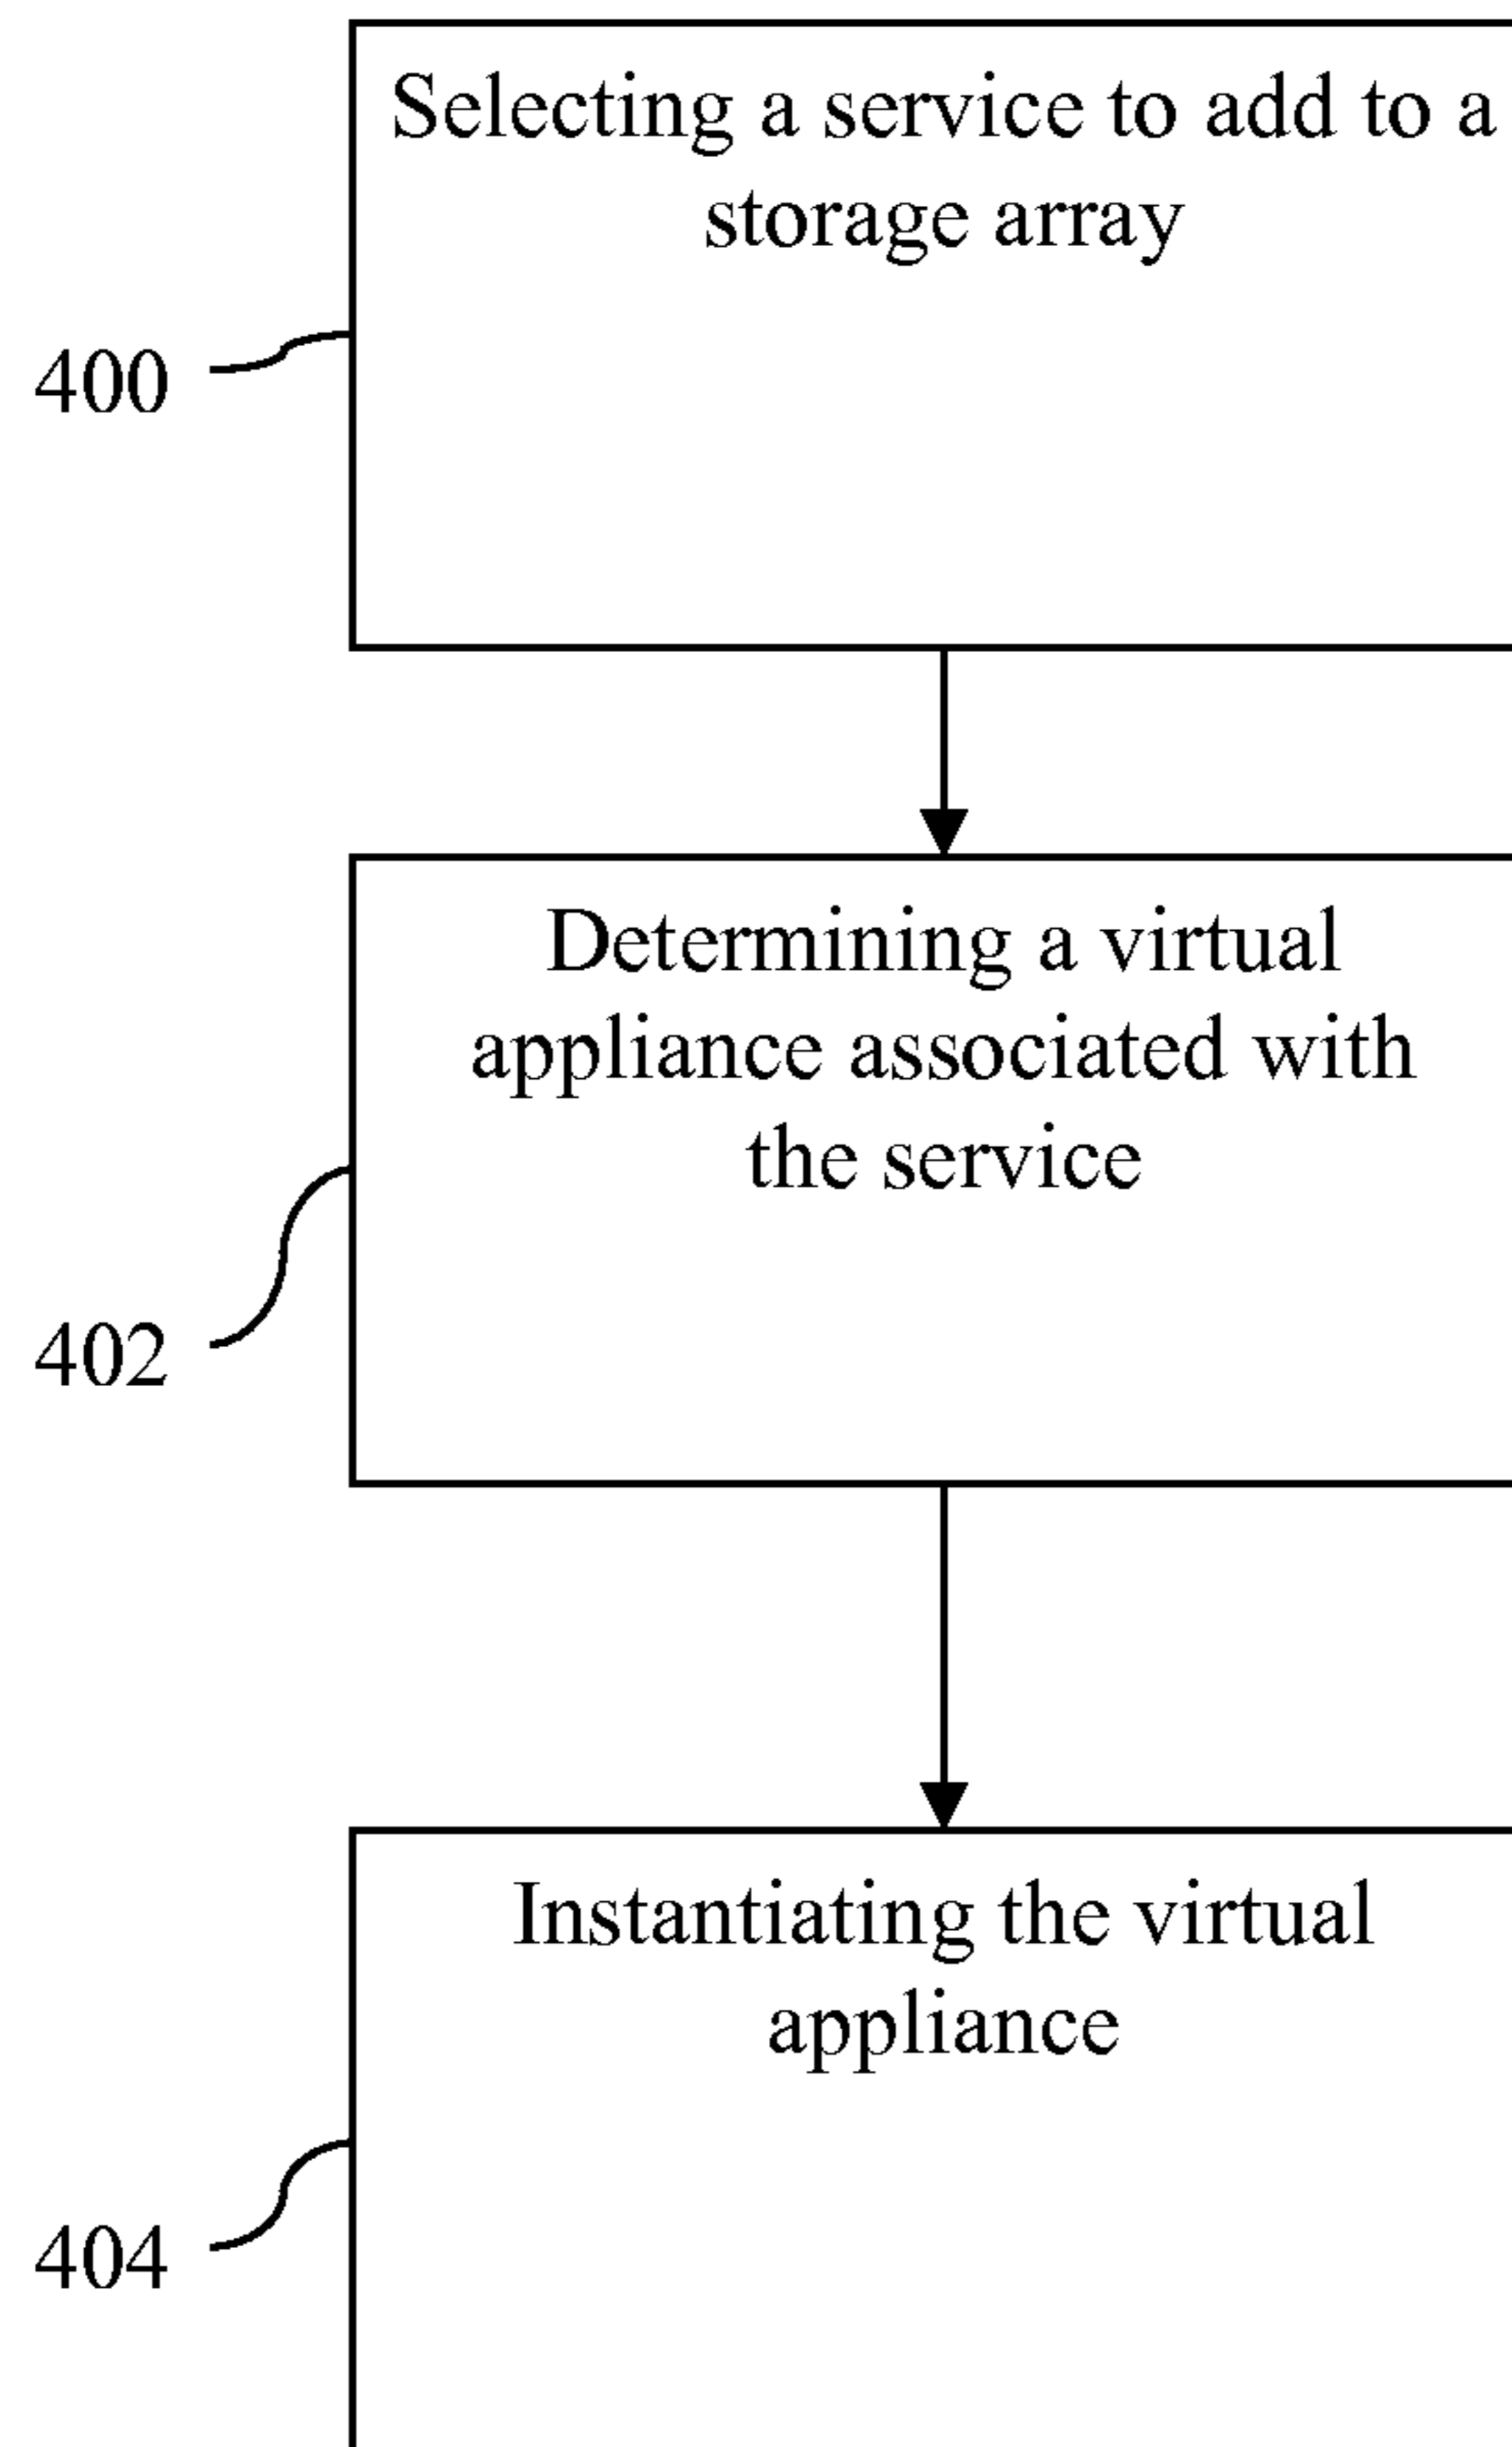 Selecting a service to add to a
storage array
400
Determining a virtual
appliance associated with
the service
402
Instantiating the virtual
appliance
404